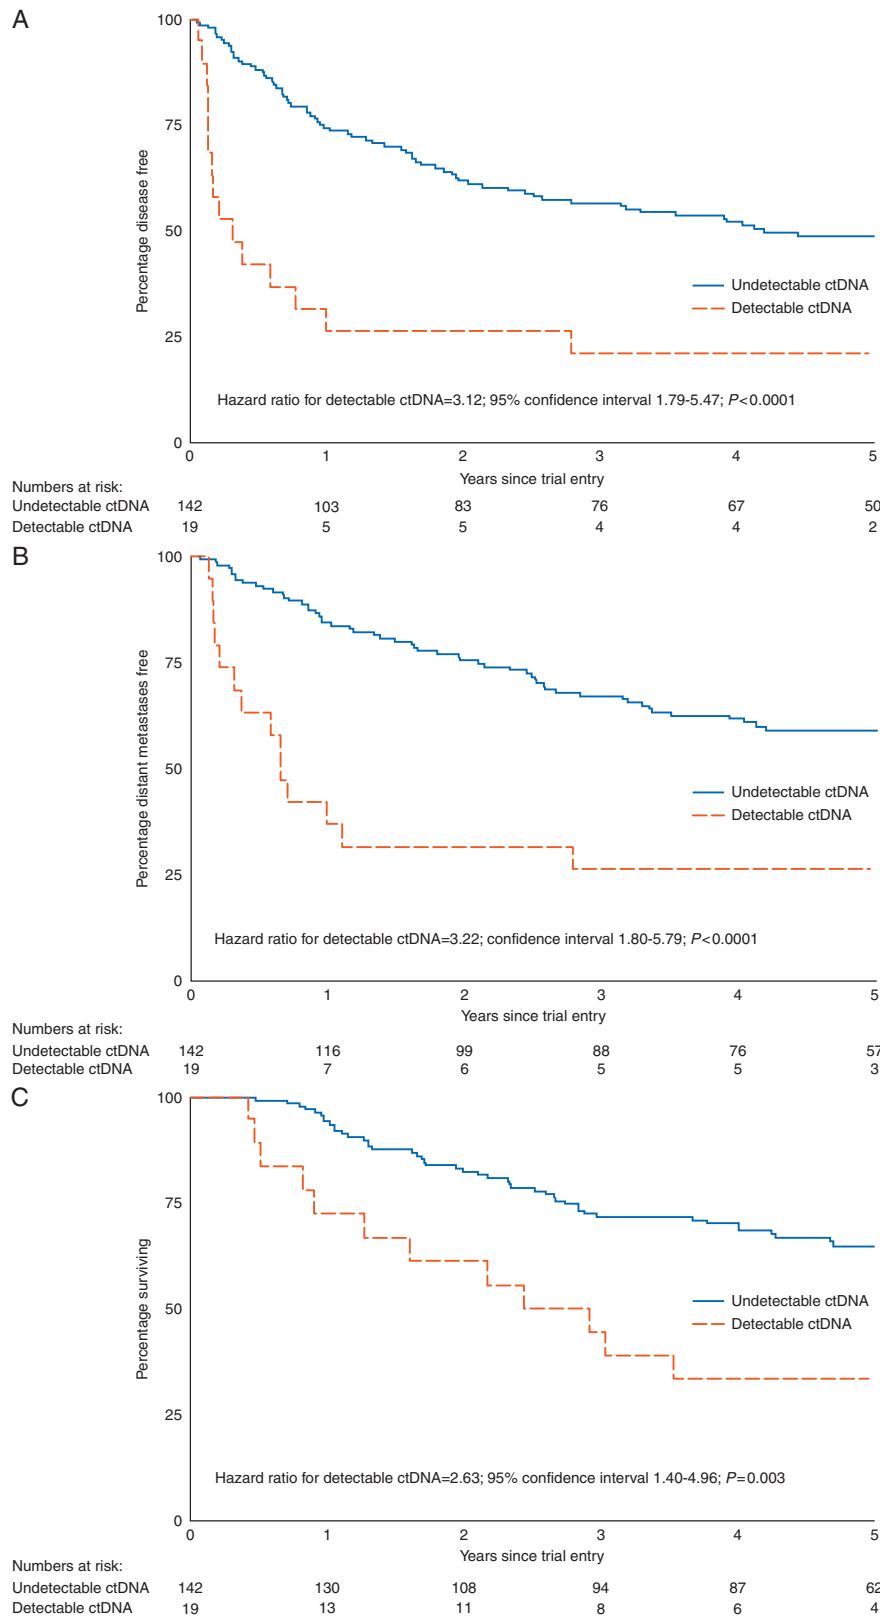 A
100
75
50
25
0
Percentage disease free
Undetectable ctDNA
Detectable ctDNA
Hazard ratio for detectable ctDNA=3.12; 95% confidence interval 1.79-5.47; P<0.0001
0 1 2 3 4 5
Years since trial entry
Numbers at risk:
Undetectable ctDNA 142 103 83 76 67 50
Detectable ctDNA 19 5 5 4 4 2
B
100
75
50
25
0
Percentage distant metastases free
Undetectable ctDNA
Detectable ctDNA
Hazard ratio for detectable ctDNA=3.22; confidence interval 1.80-5.79; P<0.0001
0 1 2 3 4 5
Years since trial entry
Numbers at risk:
Undetectable ctDNA 142 116 99 88 76 57
Detectable ctDNA 19 7 6 5 5 3
C
100
75
50
25
0
Percentage surviving
Undetectable ctDNA
Detectable ctDNA
Hazard ratio for detectable ctDNA=2.63; 95% confidence interval 1.40-4.96; P=0.003
0 1 2 3 4 5
Years since trial entry
Numbers at risk:
Undetectable ctDNA 142 130 108 94 87 62
Detectable ctDNA 19 13 11 8 6 4